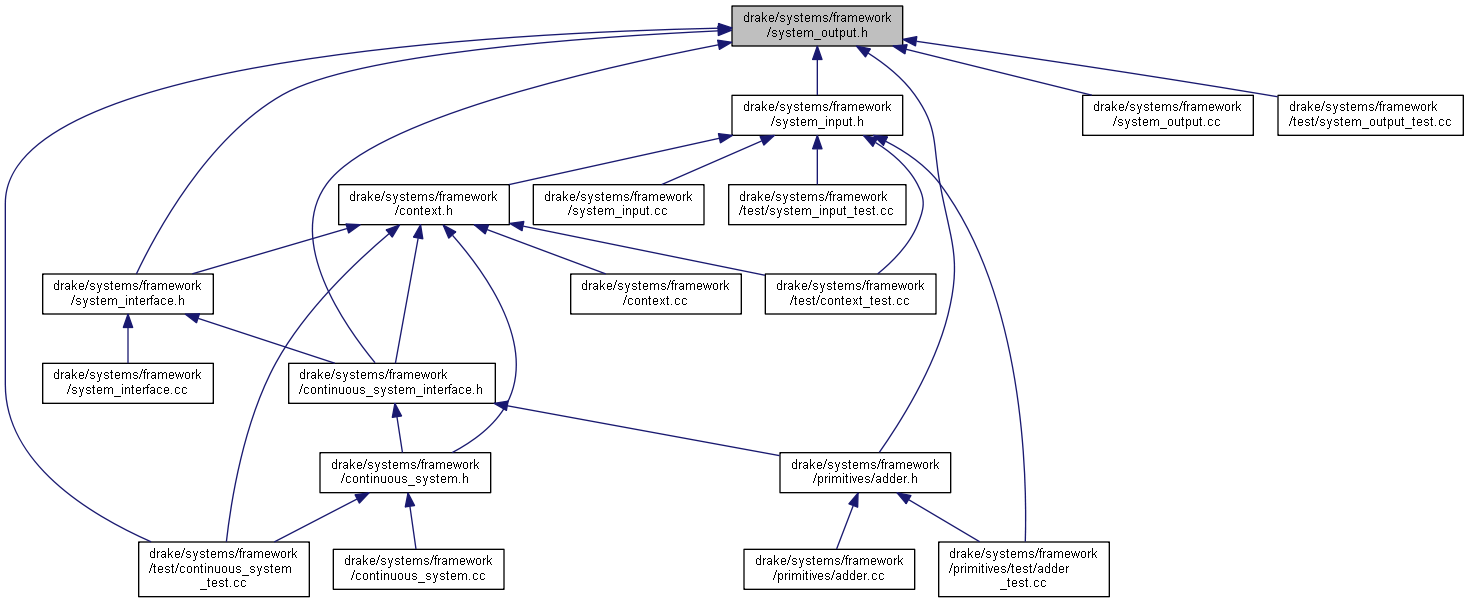 drake/systems/framework
/system_output.h
drake/systems/framework
/system_input.h
drake/systems/framework
/system_output.cc
drake/systems/framework
/test/system_output_test.cc
drake/systems/framework
/context.h
drake/systems/framework
/system_input.cc
drake/systems/framework
/test/system_input_test.cc
drake/systems/framework
/system_interface.h
drake/systems/framework
/context.cc
drake/systems/framework
/test/context_test.cc
drake/systems/framework
/system_interface.cc
drake/systems/framework
/continuous_system_interface.h
drake/systems/framework
/continuous_system.h
drake/systems/framework
/primitives/adder.h
drake/systems/framework
/test/continuous_system
_test.cc
drake/systems/framework
/continuous_system.cc
drake/systems/framework
/primitives/adder.cc
drake/systems/framework
/primitives/test/adder
_test.cc